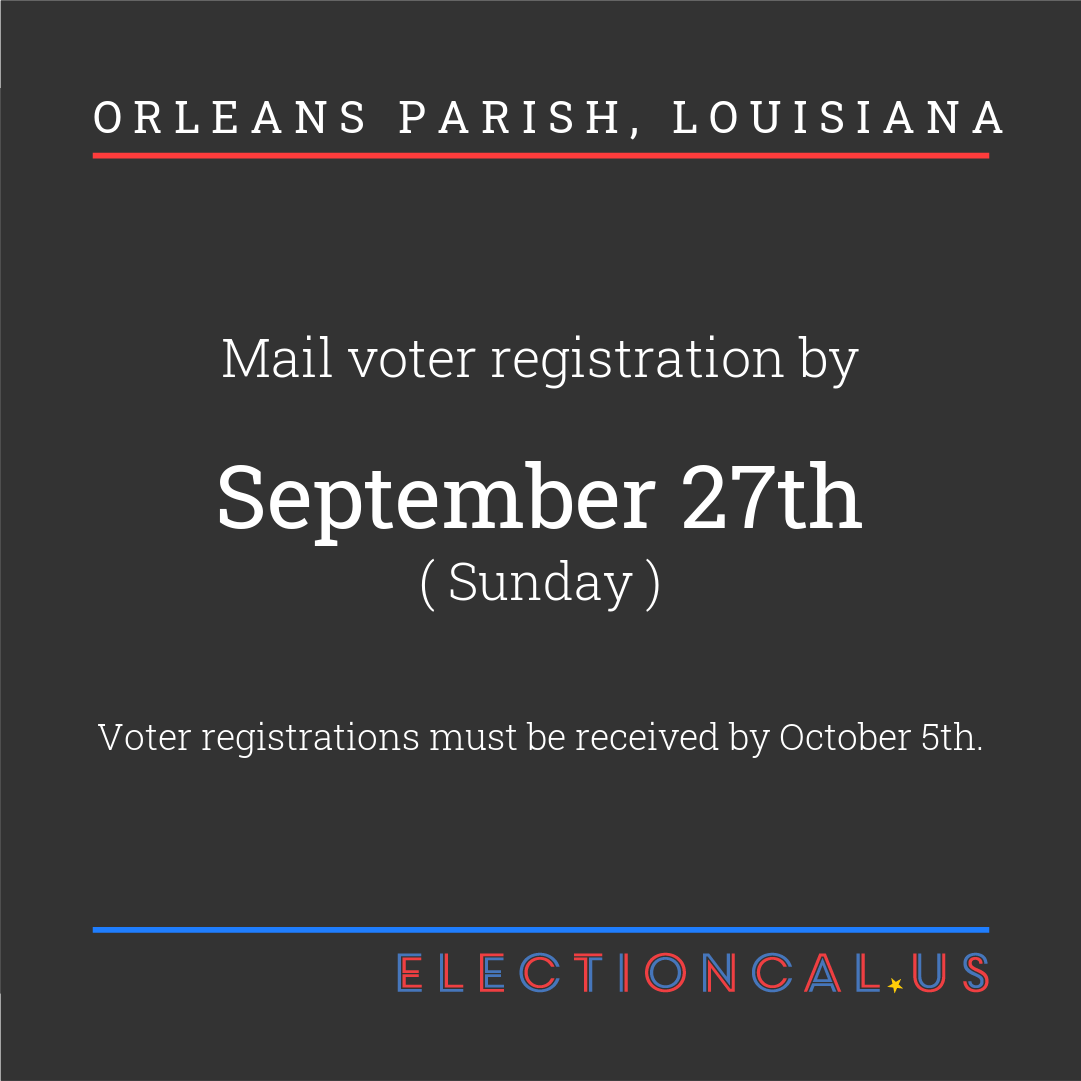 ORLEANS PARISH, LOUISIANA
Mail voter registration by
September 27th
( Sunday )
Voter registrations must be received by October 5th.
ELECTIONCAL.US